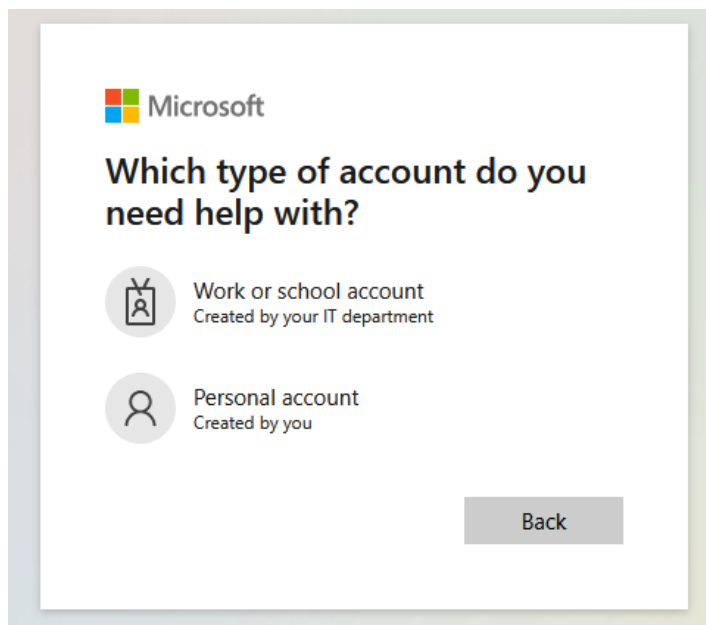 Microsoft
Which type of account do you
need help with?
Work or school account
Created by your IT department
Personal account
Created by you
Back